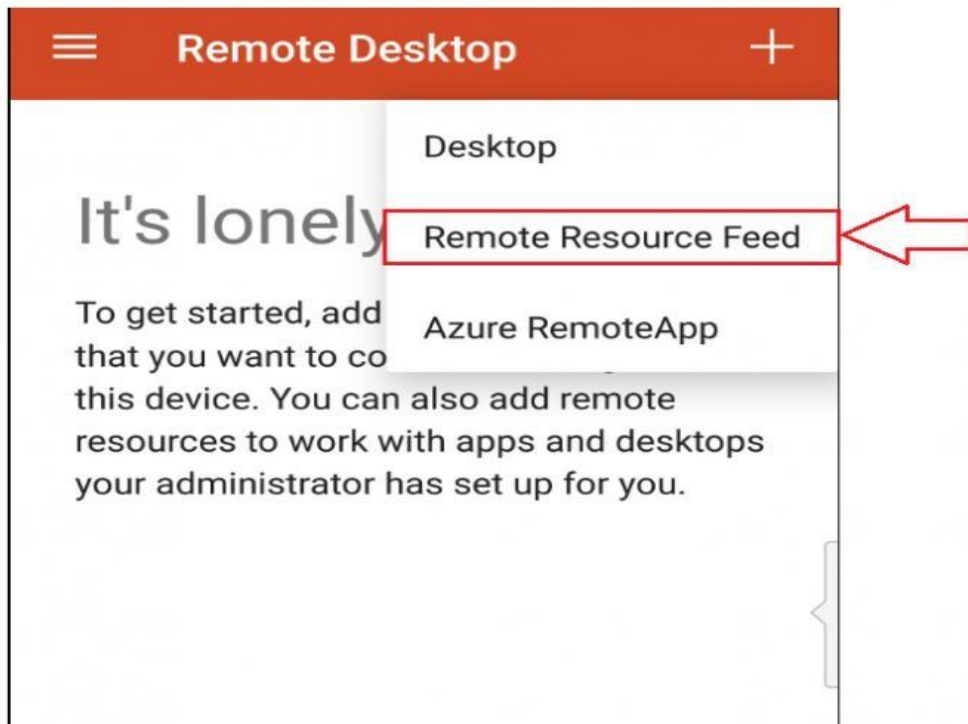 Remote Desktop
Desktop
It's lonely
Remote Resource Feed
To get started, add
Azure RemoteApp
that you want to co
this device. You can also add remote
resources to work with apps and desktops
your administrator has set up for you.